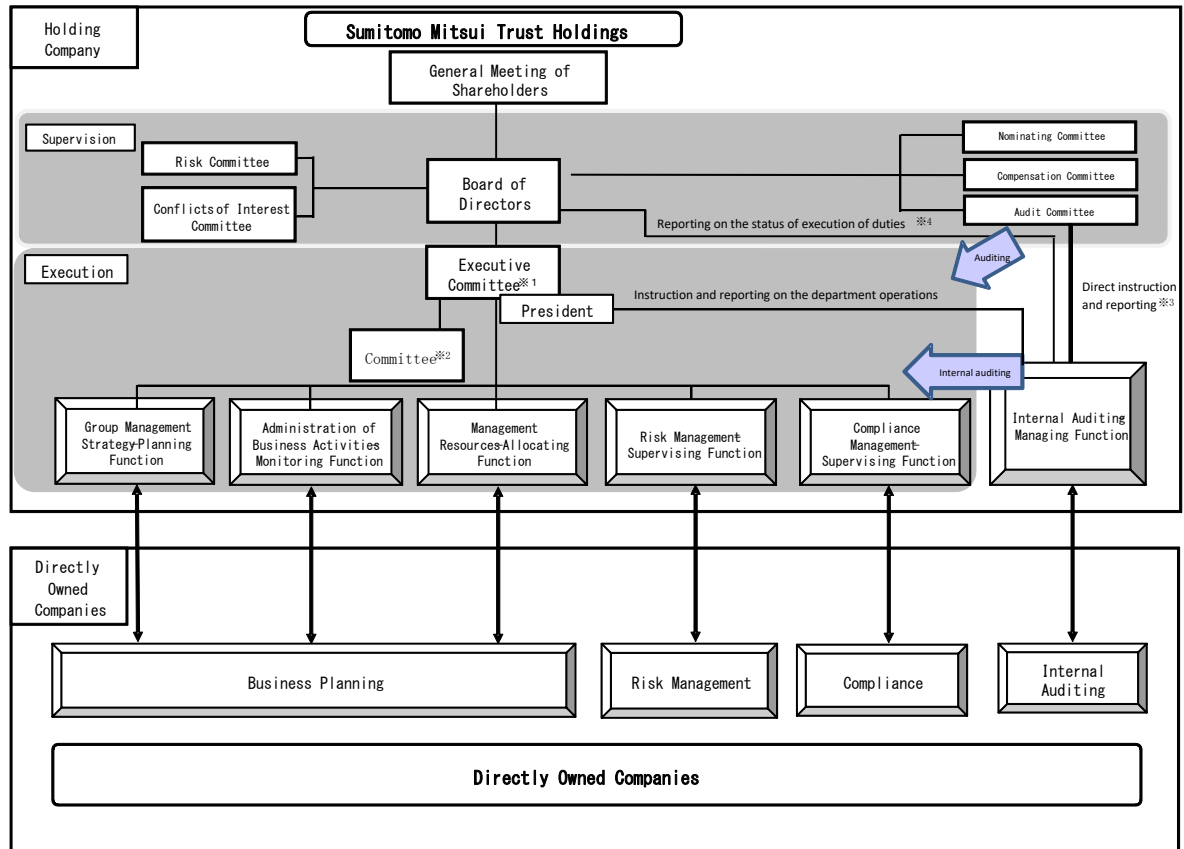 Holding
Company
Sumitomo Mitsui Trust Holdings
General Meeting of
Shareholders
Supervision
Risk Committee
Conflicts of Interest
Committee
Board of
Directors
Nominating Committee
Compensation Committee
Audit Committee
Reporting on the status of execution of duties ※4
Execution
Executive
Committee※1
President
Committee※2
Auditing
Instruction and reporting on the department operations
Direct instruction
and reporting※3
Internal auditing
Group Management
Strategy-Planning
Function
Administration of
Business Activities-
Monitoring Function
Management
Resources-Allocating
Function
Risk Management-
Supervising Function
Compliance
Management-
Supervising Function
Internal Auditing
Managing Function
Directly
Owned
Companies
Business Planning
Risk Management
Compliance
Internal
Auditing
Directly Owned Companies